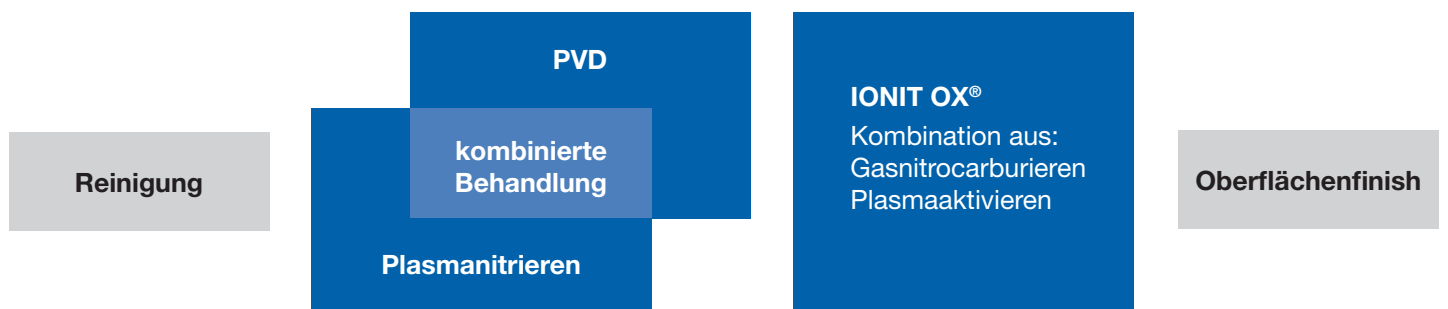 Reinigung
PVD
kombinierte
Behandlung
Plasmanitrieren
IONIT OX®
Kombination aus:
Gasnitrocarburieren
Plasmaaktivieren
Oberflächenfinish